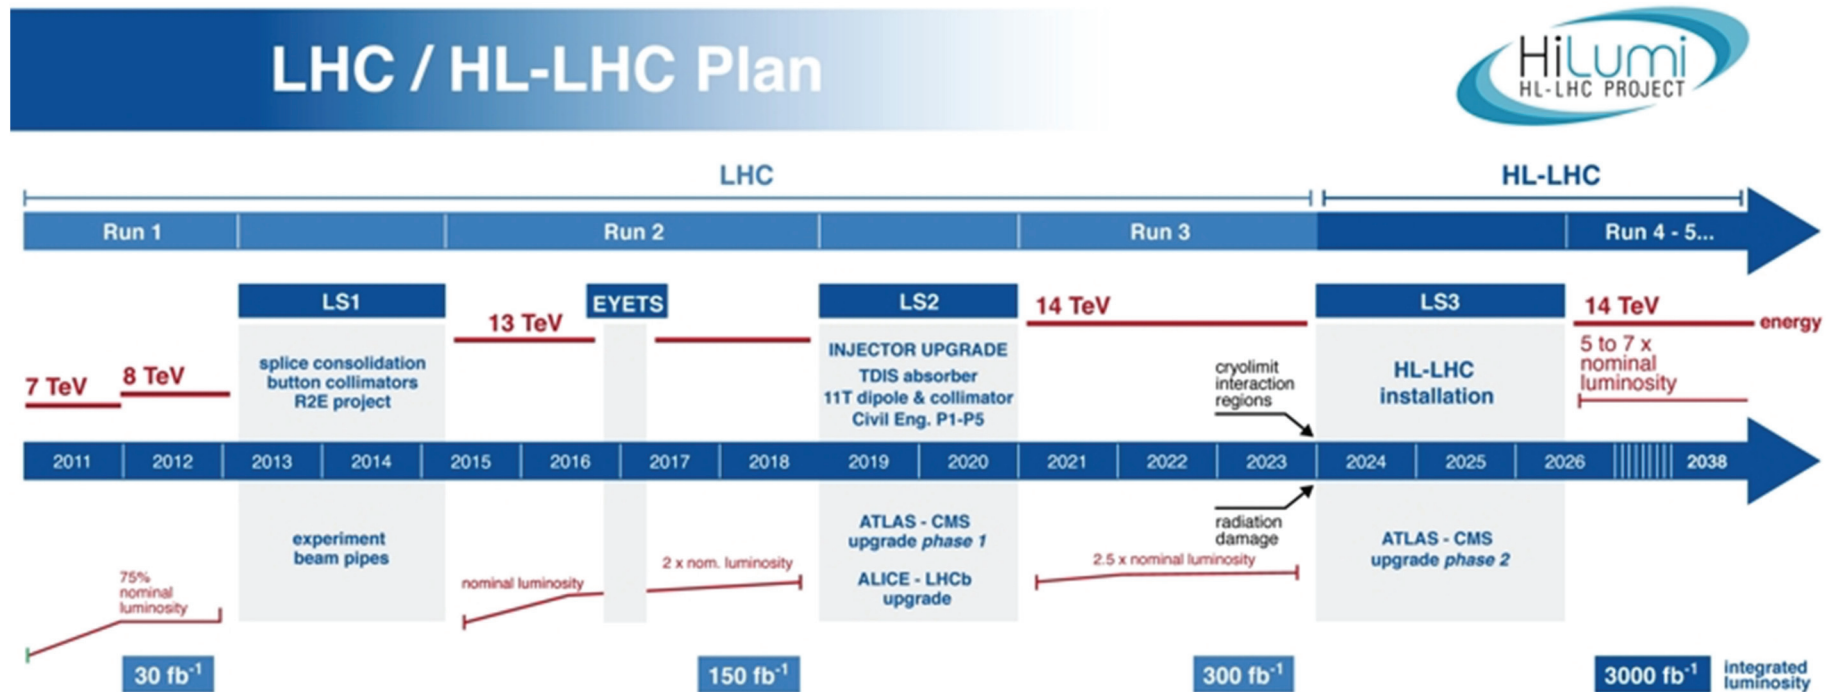 LHC / HL-LHC Plan
HiLumi
HL-LHC PROJECT
LHC
HL-LHC
Run 1
Run 2
Run 3
Run 4 - 5...
LS1
EYETS
LS2
LS3
7 TeV
8 TeV
13 TeV
14 TeV
14 TeV
energy
splice consolidation
button collimators
R2E project
INJECTOR UPGRADE
TDIS absorber
11T dipole & collimator
Civil Eng. P1-P5
cryolimit
interaction
regions
HL-LHC
installation
5 to 7 x
nominal
luminosity
2011 2012 2013 2014 2015 2016 2017 2018 2019 2020 2021 2022 2023 2024 2025 2026 2038
experiment
beam pipes
ATLAS - CMS
upgrade phase 1
ALICE - LHCb
upgrade
radiation
damage
ATLAS - CMS
upgrade phase 2
75%
nominal
luminosity
nominal luminosity
2 x nom. luminosity
2.5 x nominal luminosity
30 fb⁻¹
150 fb⁻¹
300 fb⁻¹
3000 fb⁻¹
integrated
luminosity